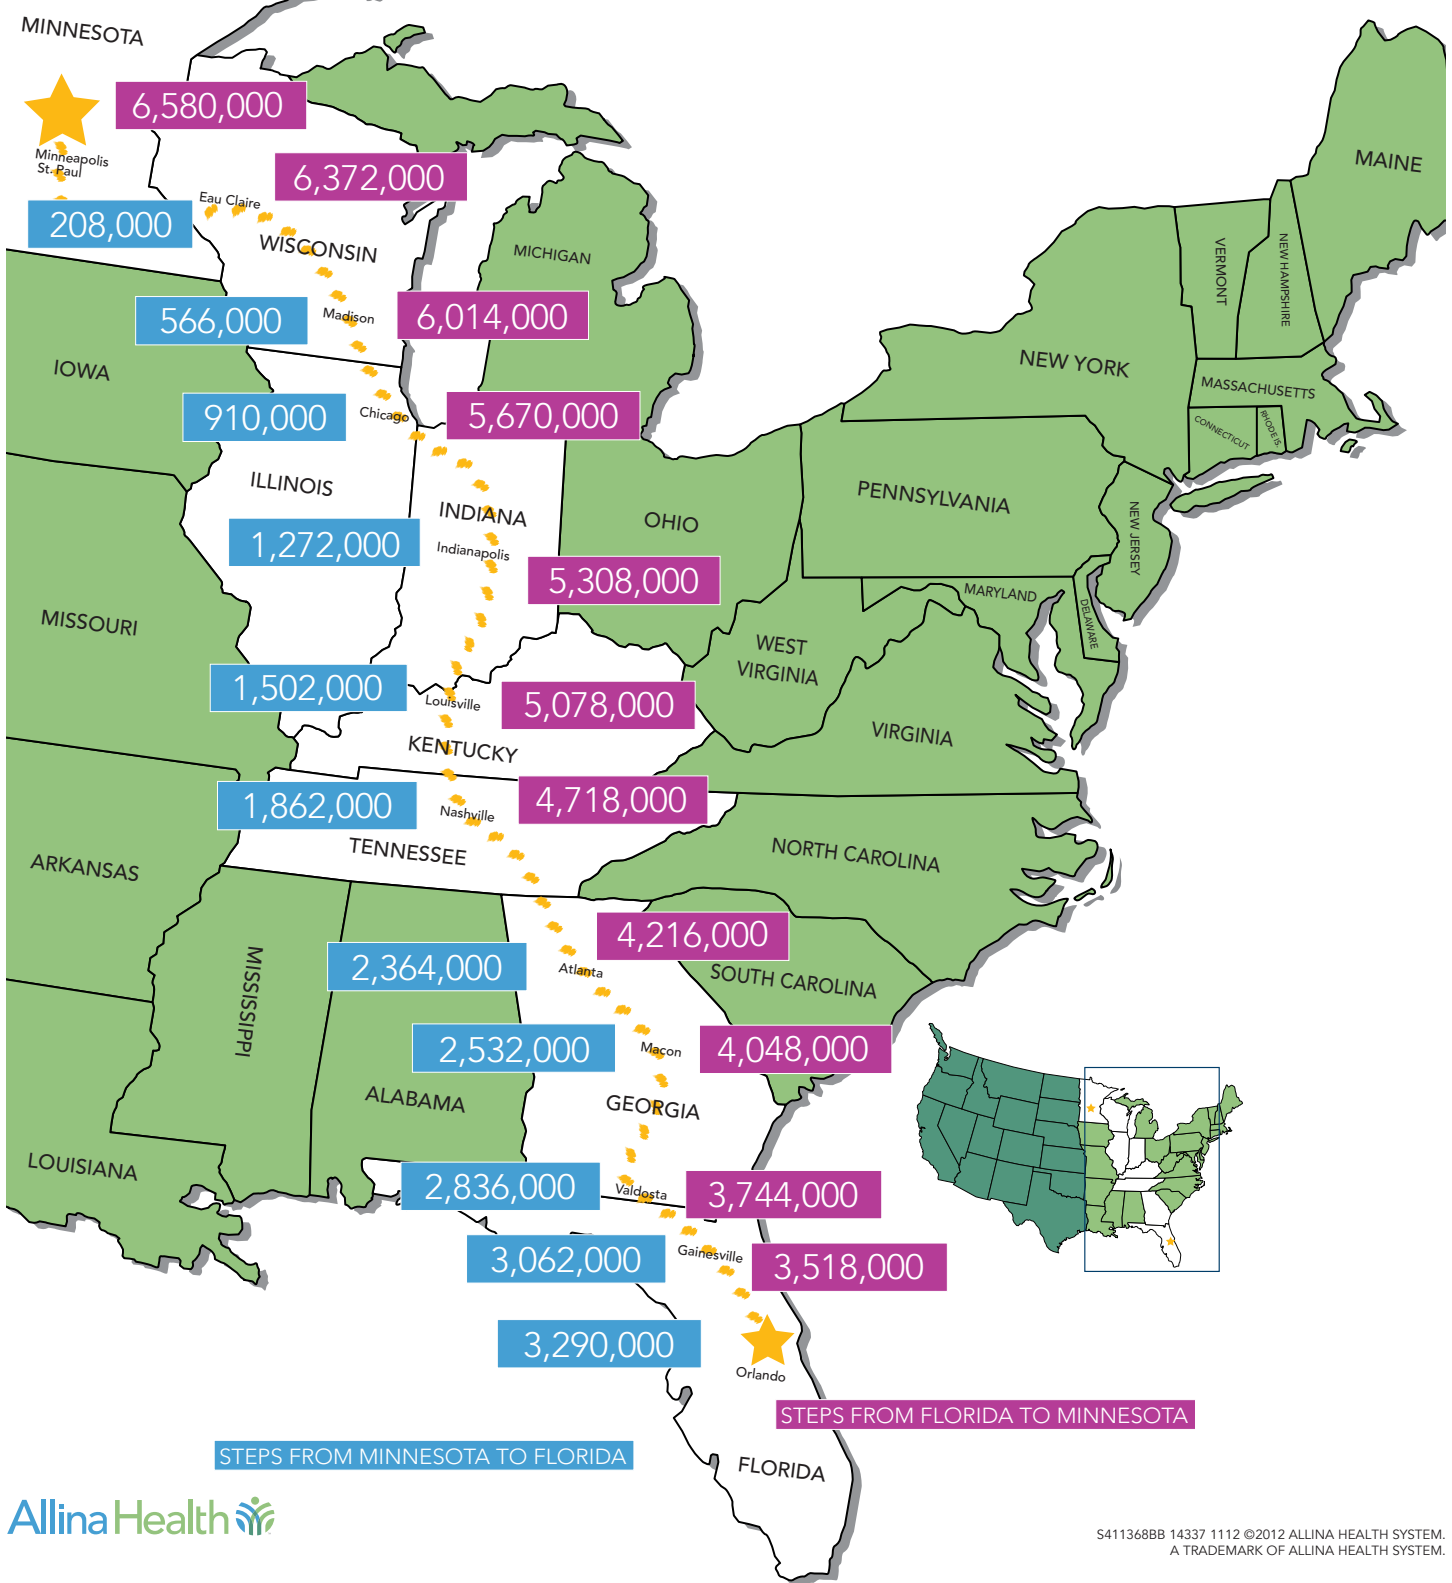 MINNESOTA
6,580,000
Minneapolis
St. Paul
6,372,000
Eau Claire
208,000
WISCONSIN
MICHIGAN
MAINE
VERMONT
NEW HAMPSHIRE
566,000
Madison
6,014,000
IOWA
NEW YORK
MASSACHUSETTS
910,000
Chicago
5,670,000
CONNECTICUT
RHODE IS.
ILLINOIS
INDIANA
OHIO
PENNSYLVANIA
NEW JERSEY
1,272,000
Indianapolis
5,308,000
MARYLAND
DELAWARE
MISSOURI
WEST
VIRGINIA
1,502,000
Louisville
5,078,000
KENTUCKY
VIRGINIA
1,862,000
Nashville
4,718,000
TENNESSEE
NORTH CAROLINA
ARKANSAS
4,216,000
2,364,000
Atlanta
SOUTH CAROLINA
MISSISSIPPI
2,532,000
Macon
4,048,000
ALABAMA
GEORGIA
LOUISIANA
2,836,000
Valdosta
3,744,000
3,062,000
Gainesville
3,518,000
3,290,000
Orlando
STEPS FROM FLORIDA TO MINNESOTA
STEPS FROM MINNESOTA TO FLORIDA
FLORIDA
Allina Health
S411368BB 14337 1112 ©2012 ALLINA HEALTH SYSTEM.
A TRADEMARK OF ALLINA HEALTH SYSTEM.